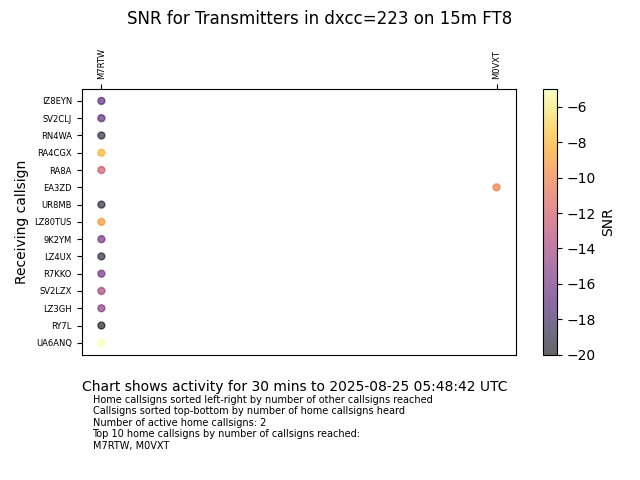 SNR for Transmitters in dxcc=223 on 15m FT8
M7RTW
M0VXT
IZ8EYN
SV2CLJ
RN4WA
RA4CGX
RA8A
EA3ZD
UR8MB
LZ80TUS
9K2YM
LZ4UX
R7KKO
SV2LZX
LZ3GH
RY7L
UA6ANQ
Receiving callsign
−6
−8
−10
−12
−14
−16
−18
−20
SNR
Chart shows activity for 30 mins to 2025-08-25 05:48:42 UTC
Home callsigns sorted left-right by number of other callsigns reached
Callsigns sorted top-bottom by number of home callsigns heard
Number of active home callsigns: 2
Top 10 home callsigns by number of callsigns reached:
M7RTW, M0VXT